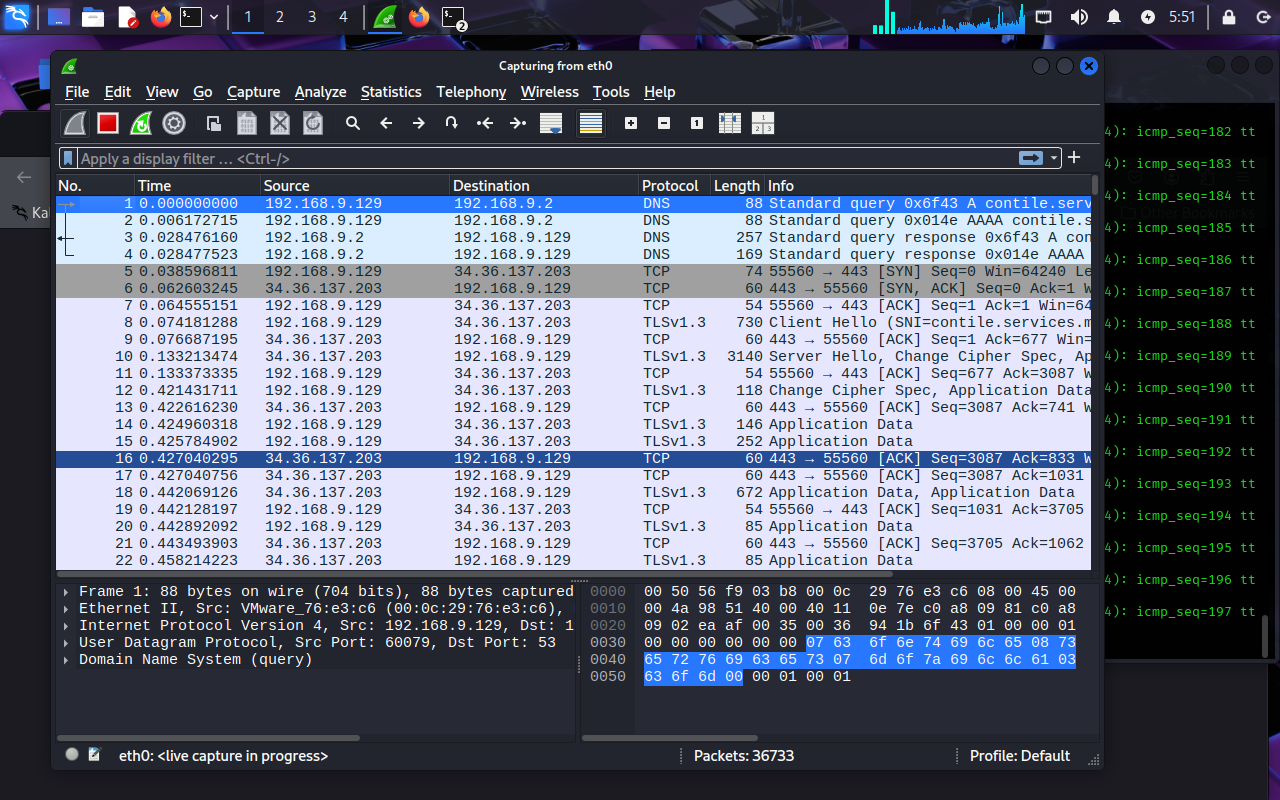 1 2 3 4 2 5:51
Capturing from eth0
File Edit View Go Capture Analyze Statistics Telephony Wireless Tools Help
Apply a display filter … <Ctrl-/>
No. Time Source Destination Protocol Length Info
1 0.000000000 192.168.9.129 192.168.9.2 DNS 88 Standard query 0x6f43 A contile.serv
2 0.006172715 192.168.9.129 192.168.9.2 DNS 88 Standard query 0x014e AAAA contile.s
3 0.028476160 192.168.9.2 192.168.9.129 DNS 257 Standard query response 0x6f43 A con
4 0.028477523 192.168.9.2 192.168.9.129 DNS 169 Standard query response 0x014e AAAA
5 0.038596811 192.168.9.129 34.36.137.203 TCP 74 55560 → 443 [SYN] Seq=0 Win=64240 Le
6 0.062603245 34.36.137.203 192.168.9.129 TCP 60 443 → 55560 [SYN, ACK] Seq=0 Ack=1 W
7 0.064555151 192.168.9.129 34.36.137.203 TCP 54 55560 → 443 [ACK] Seq=1 Ack=1 Win=64
8 0.074181288 192.168.9.129 34.36.137.203 TLSv1.3 730 Client Hello (SNI=contile.services.m
9 0.076687195 34.36.137.203 192.168.9.129 TCP 60 443 → 55560 [ACK] Seq=1 Ack=677 Win=
10 0.133213474 34.36.137.203 192.168.9.129 TLSv1.3 3140 Server Hello, Change Cipher Spec, Ap
11 0.133373335 192.168.9.129 34.36.137.203 TCP 54 55560 → 443 [ACK] Seq=677 Ack=3087 W
12 0.421431711 192.168.9.129 34.36.137.203 TLSv1.3 118 Change Cipher Spec, Application Data
13 0.422616230 34.36.137.203 192.168.9.129 TCP 60 443 → 55560 [ACK] Seq=3087 Ack=741 W
14 0.424960318 192.168.9.129 34.36.137.203 TLSv1.3 146 Application Data
15 0.425784902 192.168.9.129 34.36.137.203 TLSv1.3 252 Application Data
16 0.427040295 34.36.137.203 192.168.9.129 TCP 60 443 → 55560 [ACK] Seq=3087 Ack=833 W
17 0.427040756 34.36.137.203 192.168.9.129 TCP 60 443 → 55560 [ACK] Seq=3087 Ack=1031
18 0.442069126 34.36.137.203 192.168.9.129 TLSv1.3 672 Application Data, Application Data
19 0.442128197 192.168.9.129 34.36.137.203 TCP 54 55560 → 443 [ACK] Seq=1031 Ack=3705
20 0.442892092 192.168.9.129 34.36.137.203 TLSv1.3 85 Application Data
21 0.443493903 34.36.137.203 192.168.9.129 TCP 60 443 → 55560 [ACK] Seq=3705 Ack=1062
22 0.458214223 34.36.137.203 192.168.9.129 TLSv1.3 85 Application Data
Frame 1: 88 bytes on wire (704 bits), 88 bytes captured
Ethernet II, Src: VMware_76:e3:c6 (00:0c:29:76:e3:c6),
Internet Protocol Version 4, Src: 192.168.9.129, Dst: 1
User Datagram Protocol, Src Port: 60079, Dst Port: 53
Domain Name System (query)
0000 00 50 56 f9 03 b8 00 0c 29 76 e3 c6 08 00 45 00
0010 00 4a 98 51 40 00 40 11 0e 7e c0 a8 09 81 c0 a8
0020 09 02 ea af 00 35 00 36 94 1b 6f 43 01 00 00 01
0030 00 00 00 00 00 00 07 63 6f 6e 74 69 6c 65 08 73
0040 65 72 76 69 63 65 73 07 6d 6f 7a 69 6c 6c 61 03
0050 63 6f 6d 00 00 01 00 01
eth0: <live capture in progress> Packets: 36733 Profile: Default
Ka
4): icmp_seq=182 tt
4): icmp_seq=183 tt
4): icmp_seq=184 tt
4): icmp_seq=185 tt
4): icmp_seq=186 tt
4): icmp_seq=187 tt
4): icmp_seq=188 tt
4): icmp_seq=189 tt
4): icmp_seq=190 tt
4): icmp_seq=191 tt
4): icmp_seq=192 tt
4): icmp_seq=193 tt
4): icmp_seq=194 tt
4): icmp_seq=195 tt
4): icmp_seq=196 tt
4): icmp_seq=197 tt
Other Bookmarks